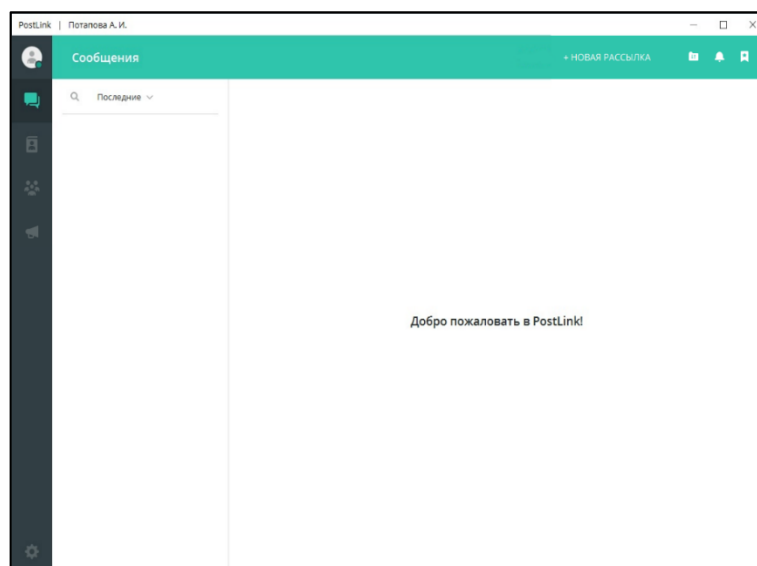 PostLink | Потапова А. И.
Сообщения
+ НОВАЯ РАССЫЛКА
Последние
Добро пожаловать в PostLink!